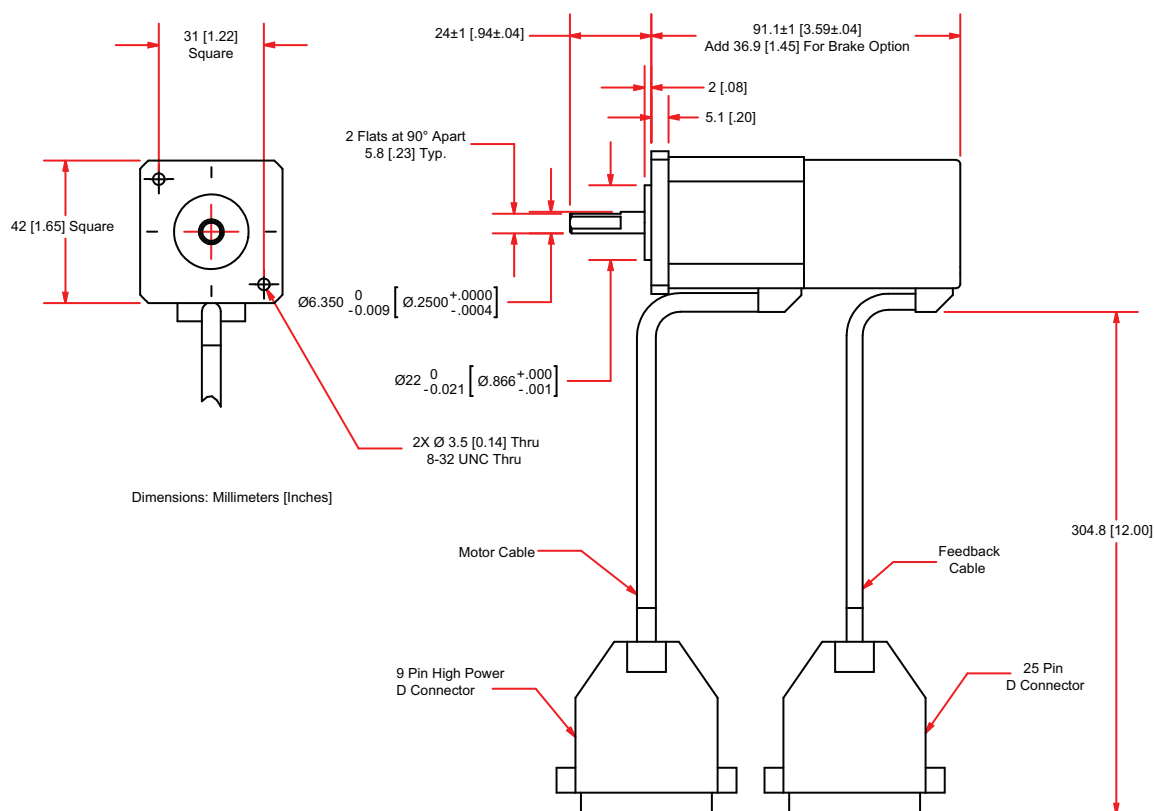 31 [1.22]
Square
24±1 [.94±.04]
91.1±1 [3.59±.04]
Add 36.9 [1.45] For Brake Option
2 [.08]
5.1 [.20]
2 Flats at 90° Apart
5.8 [.23] Typ.
42 [1.65] Square
Ø6.350 0 -0.009 [Ø.2500 +.0000 -.0004]
Ø22 0 -0.021 [Ø.866 +.000 -.001]
2X Ø 3.5 [0.14] Thru
8-32 UNC Thru
Dimensions: Millimeters [Inches]
304.8 [12.00]
Motor Cable
Feedback
Cable
9 Pin High Power
D Connector
25 Pin
D Connector